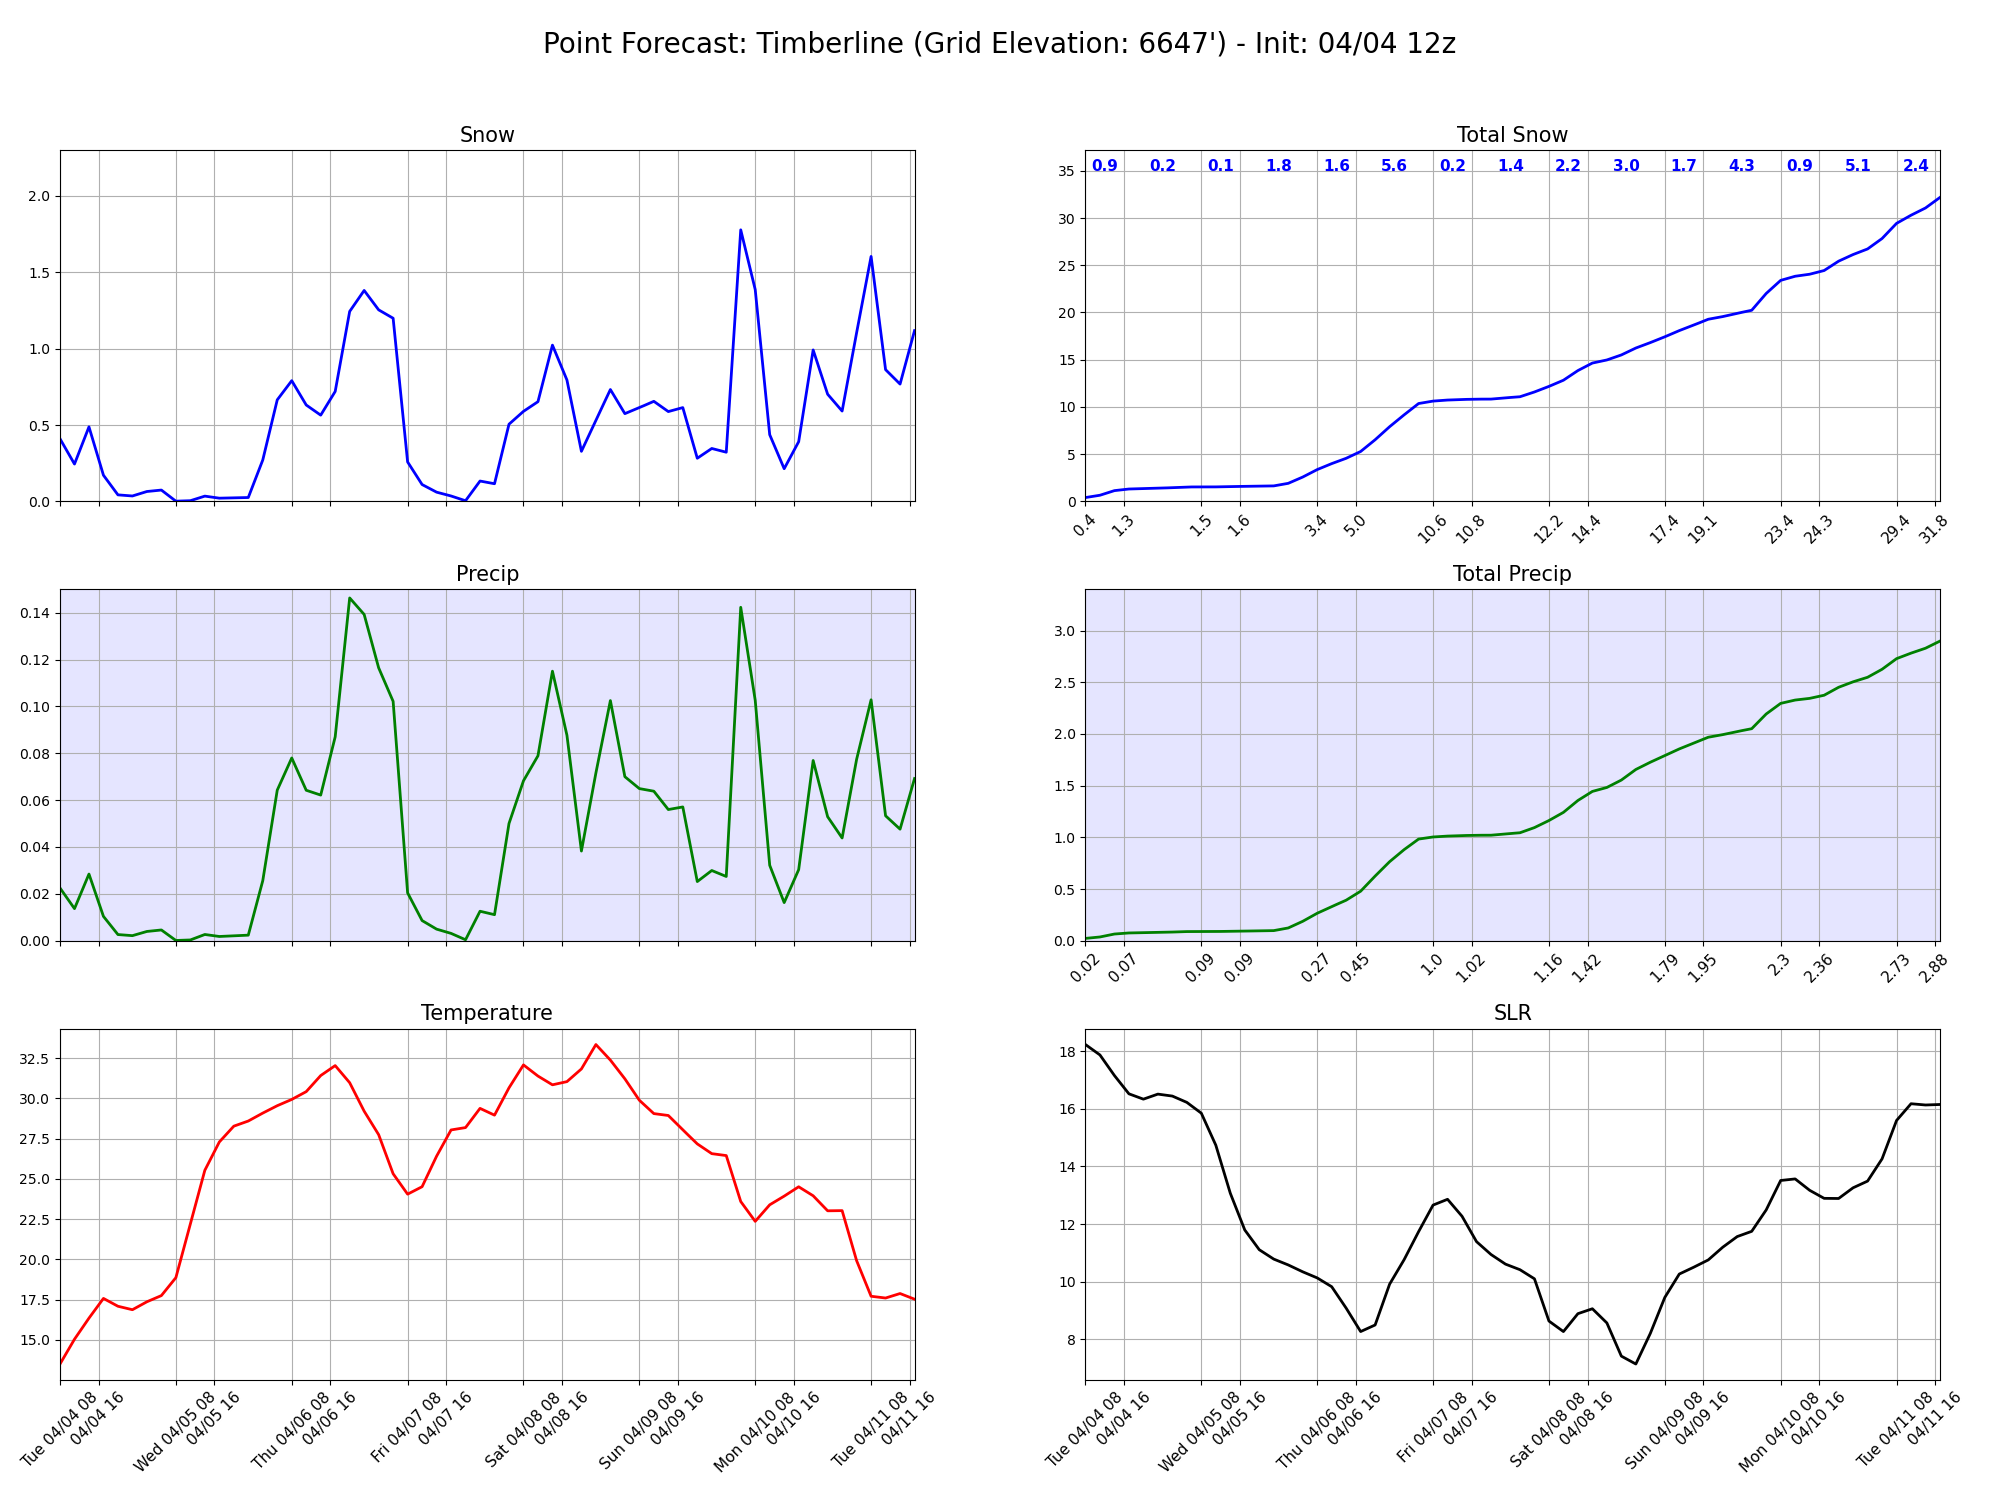 Point Forecast: Timberline (Grid Elevation: 6647') - Init: 04/04 12z
Snow
2.0
1.5
1.0
0.5
0.0
Total Snow
0.9 0.2 0.1 1.8 1.6 5.6 0.2 1.4 2.2 3.0 1.7 4.3 0.9 5.1 2.4
35
30
25
20
15
10
5
0
0.4 1.3 1.5 1.6 3.4 5.0 10.6 10.8 12.2 14.4 17.4 19.1 23.4 24.3 29.4 31.8
Precip
0.14
0.12
0.10
0.08
0.06
0.04
0.02
0.00
Total Precip
3.0
2.5
2.0
1.5
1.0
0.5
0.0
0.02 0.07 0.09 0.09 0.27 0.45 1.0 1.02 1.16 1.42 1.79 1.95 2.3 2.36 2.73 2.88
Temperature
32.5
30.0
27.5
25.0
22.5
20.0
17.5
15.0
Tue 04/04 08
04/04 16
Wed 04/05 08
04/05 16
Thu 04/06 08
04/06 16
Fri 04/07 08
04/07 16
Sat 04/08 08
04/08 16
Sun 04/09 08
04/09 16
Mon 04/10 08
04/10 16
Tue 04/11 08
04/11 16
SLR
18
16
14
12
10
8
Tue 04/04 08
04/04 16
Wed 04/05 08
04/05 16
Thu 04/06 08
04/06 16
Fri 04/07 08
04/07 16
Sat 04/08 08
04/08 16
Sun 04/09 08
04/09 16
Mon 04/10 08
04/10 16
Tue 04/11 08
04/11 16